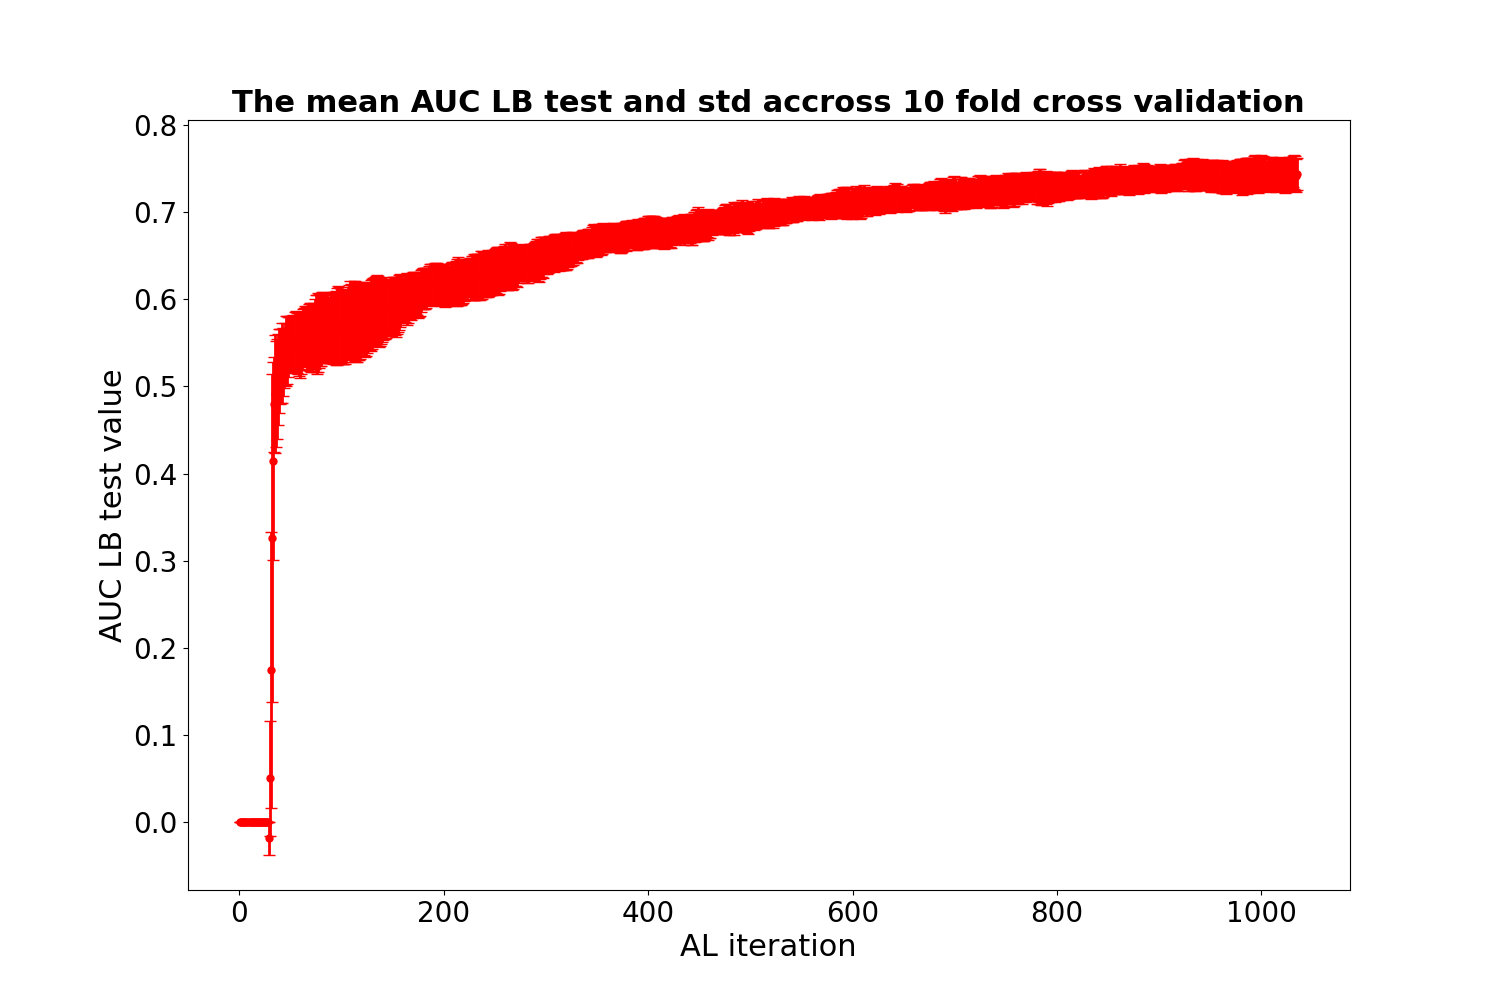 The mean AUC LB test and std accross 10 fold cross validation
0.8
0.7
0.6
0.5
0.4
0.3
0.2
0.1
0.0
AUC LB test value
0 200 400 600 800 1000
AL iteration